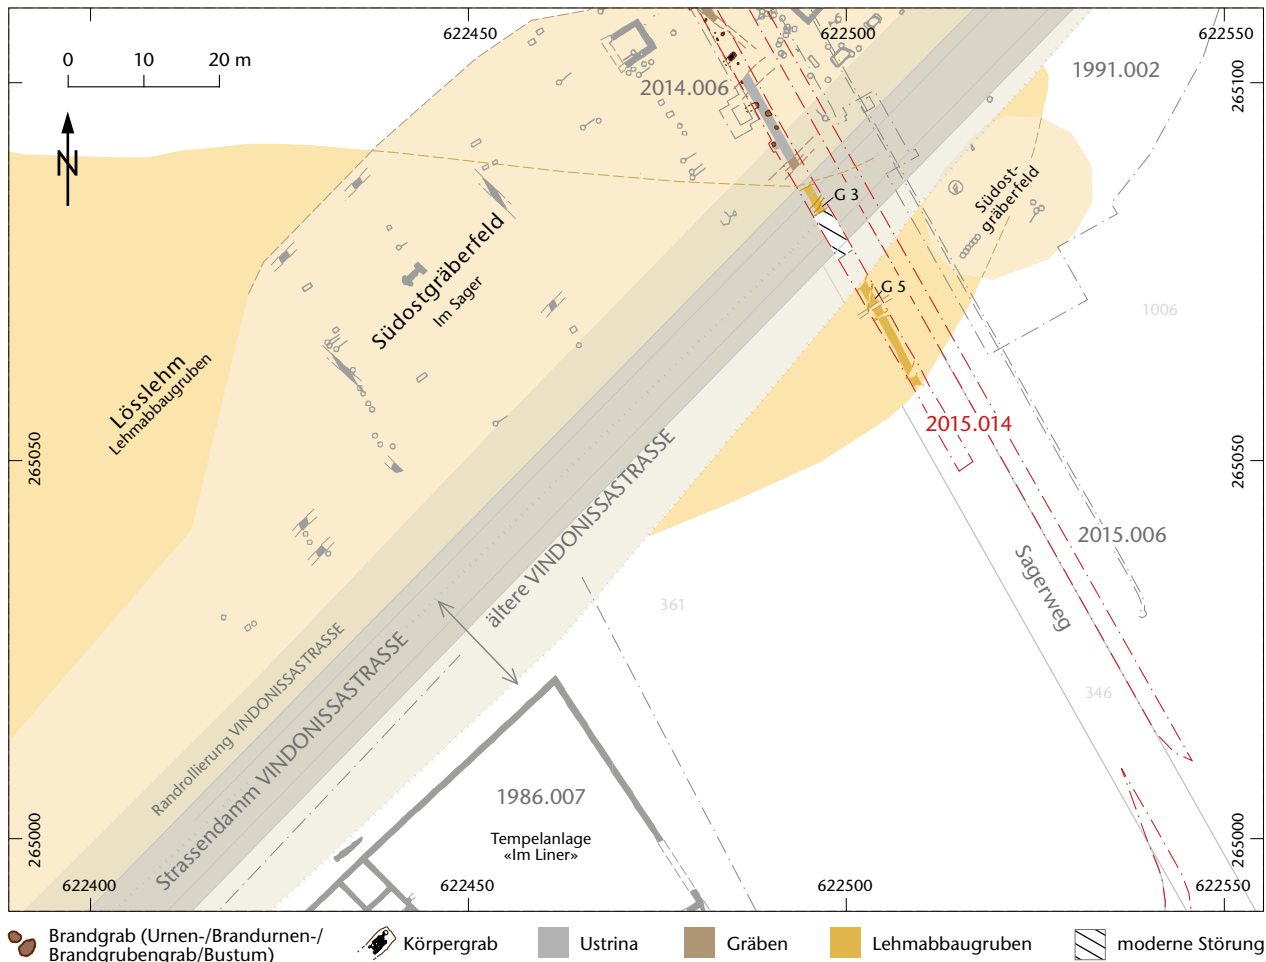 622450
622500
622550
0
10
20 m
1991.002
2014.006
265100
265100
N
Südost-
gräberfeld
G 3
Südostgräberfeld
Im Sager
G 5
1006
Lösslehm
Lehmabbaugruben
2015.014
265050
265050
ältere VINDONISSASTRASSE
2015.006
Sagerweg
361
Randrollierung VINDONISSASTRASSE
Strassendamm VINDONISSASTRASSE
346
1986.007
Tempelanlage
«Im Liner»
265000
265000
622400
622450
622500
622550
Brandgrab (Urnen-/Brandurnen-/
Brandgrubengrab/Bustum)
Körpergrab
Ustrina
Gräben
Lehmabbaugruben
moderne Störung